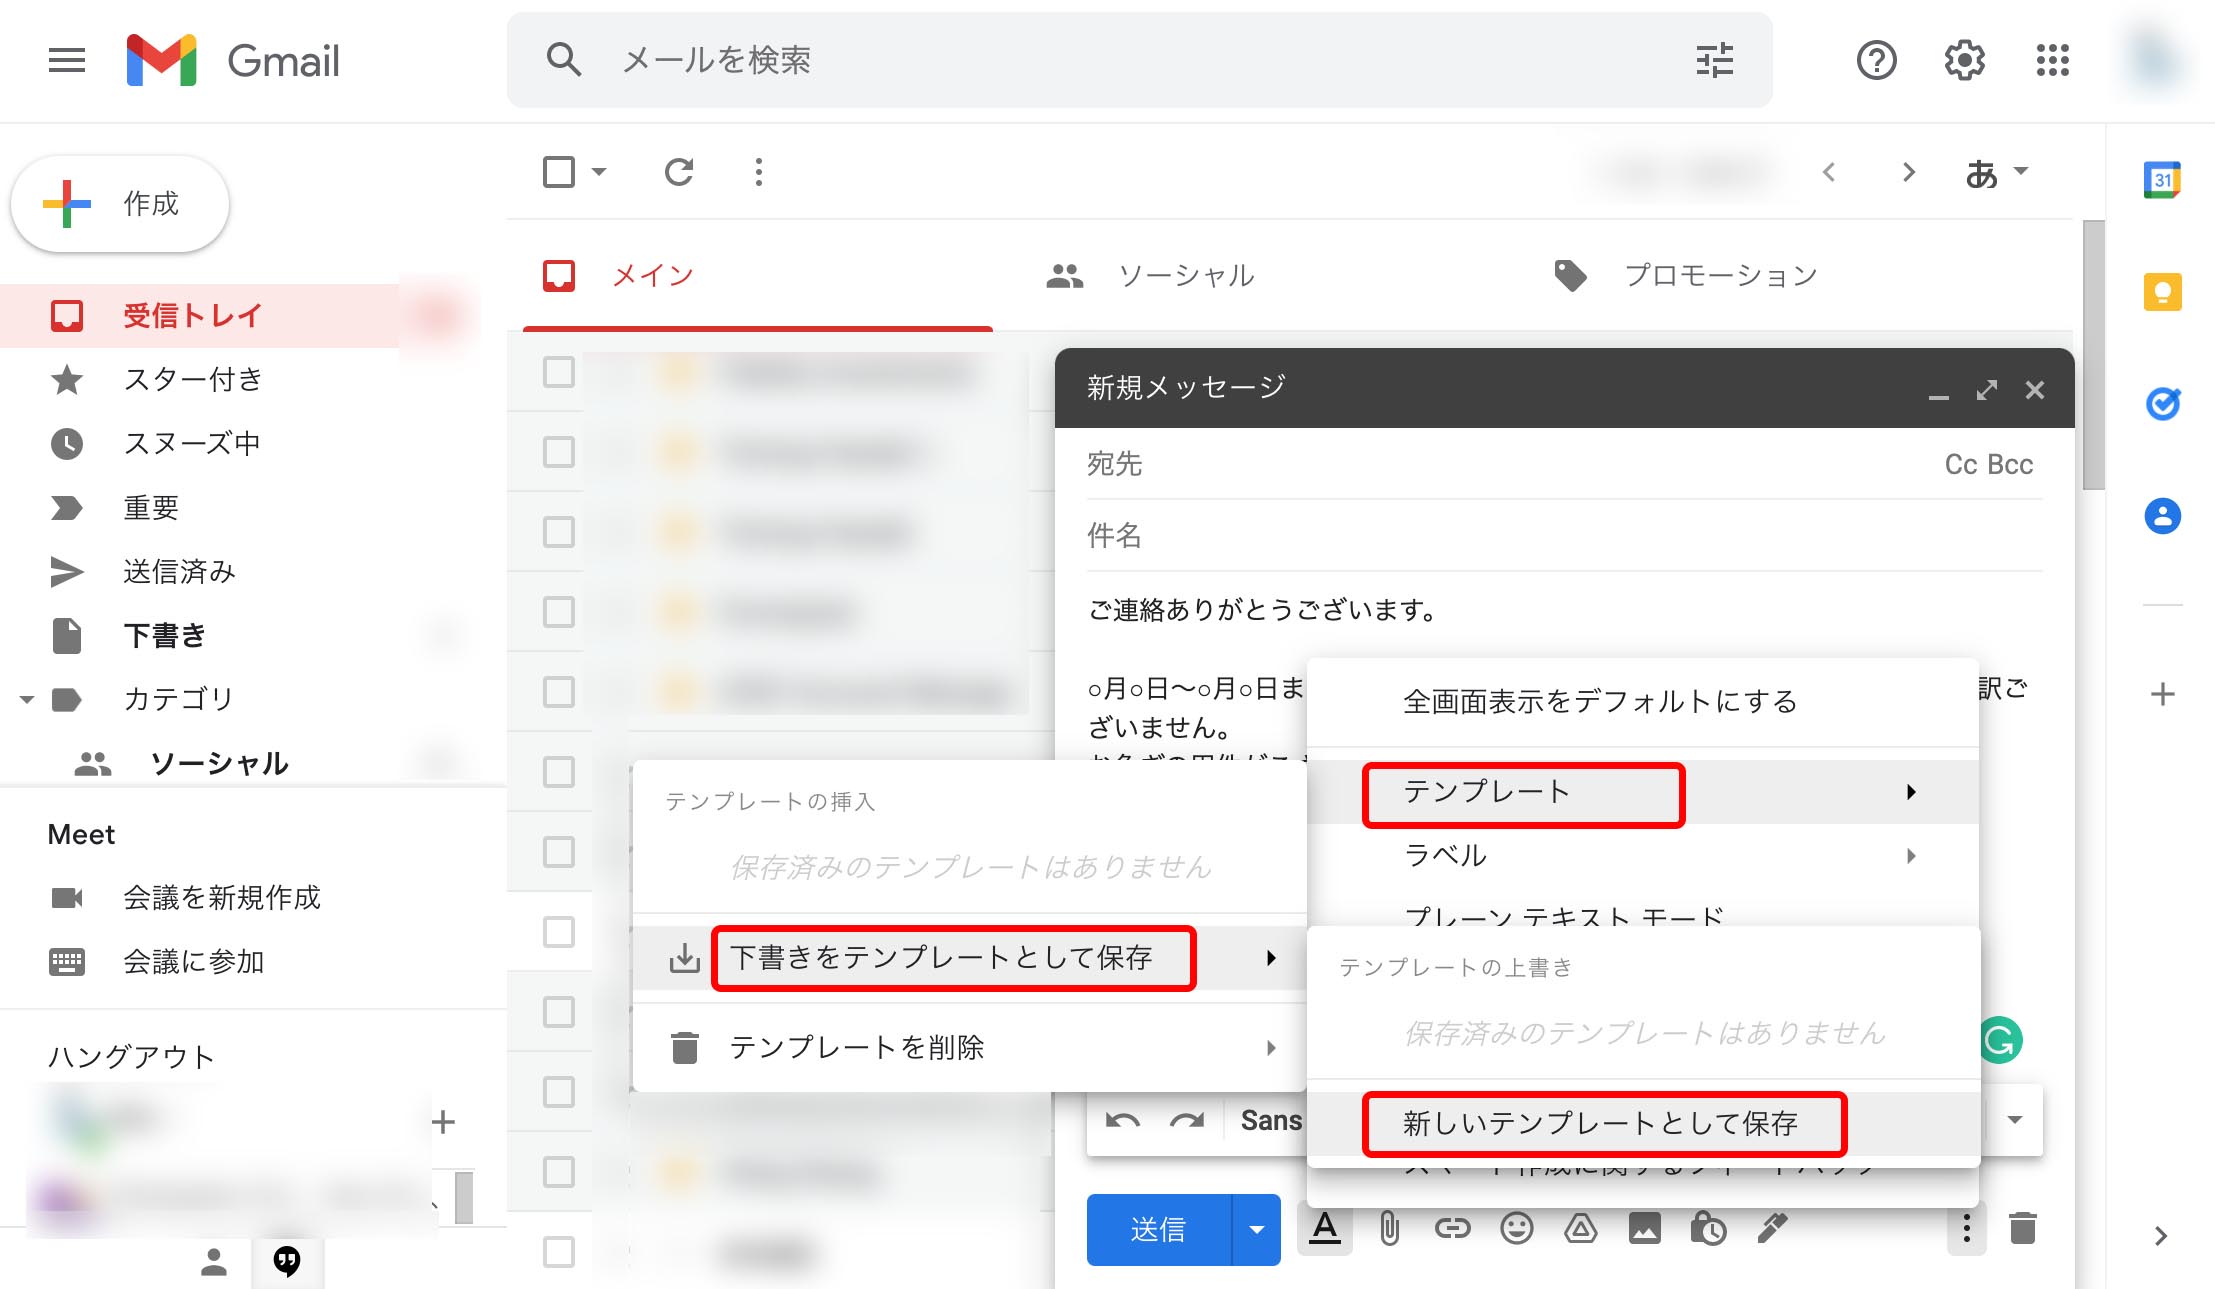 Gmail
メールを検索
作成
あ
31
メイン
ソーシャル
プロモーション
受信トレイ
スター付き
スヌーズ中
重要
送信済み
下書き
カテゴリ
ソーシャル
Meet
会議を新規作成
会議に参加
ハングアウト
新規メッセージ
宛先
Cc Bcc
件名
ご連絡ありがとうございます。
○月○日〜○月○日ま
訳ご
ざいません。
全画面表示をデフォルトにする
テンプレート
ラベル
プレーン テキスト モード
テンプレートの挿入
保存済みのテンプレートはありません
下書きをテンプレートとして保存
テンプレートを削除
テンプレートの上書き
保存済みのテンプレートはありません
新しいテンプレートとして保存
Sans
送信